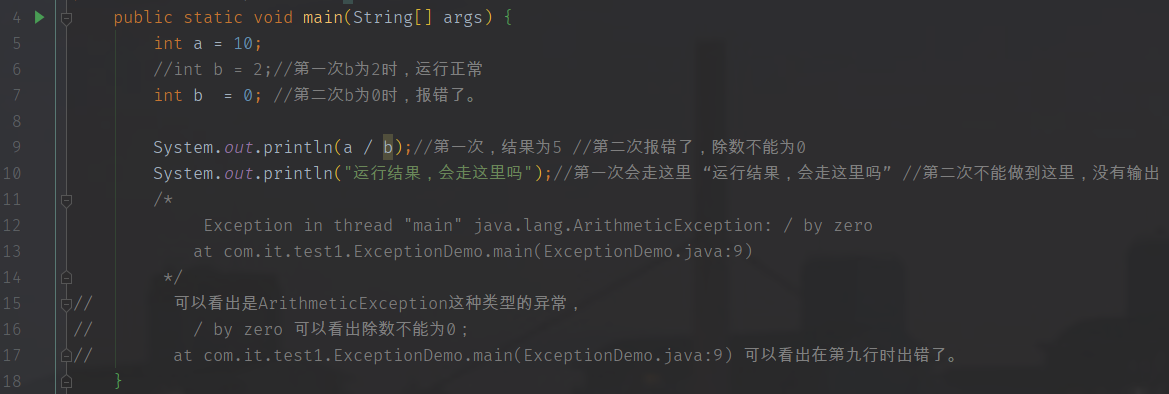 4 public static void main(String[] args) {
5 int a = 10;
6 //int b = 2;//第一次b为2时，运行正常
7 int b  = 0; //第二次b为0时，报错了。
8
9 System.out.println(a / b);//第一次，结果为5 //第二次报错了，除数不能为0
10 System.out.println("运行结果，会走这里吗");//第一次会走这里 “运行结果，会走这里吗” //第二次不能做到这里，没有输出
11 /*
12 Exception in thread "main" java.lang.ArithmeticException: / by zero
13 at com.it.test1.ExceptionDemo.main(ExceptionDemo.java:9)
14 */
15 // 可以看出是ArithmeticException这种类型的异常，
16 // / by zero 可以看出除数不能为0；
17 // at com.it.test1.ExceptionDemo.main(ExceptionDemo.java:9) 可以看出在第九行时出错了。
18 }